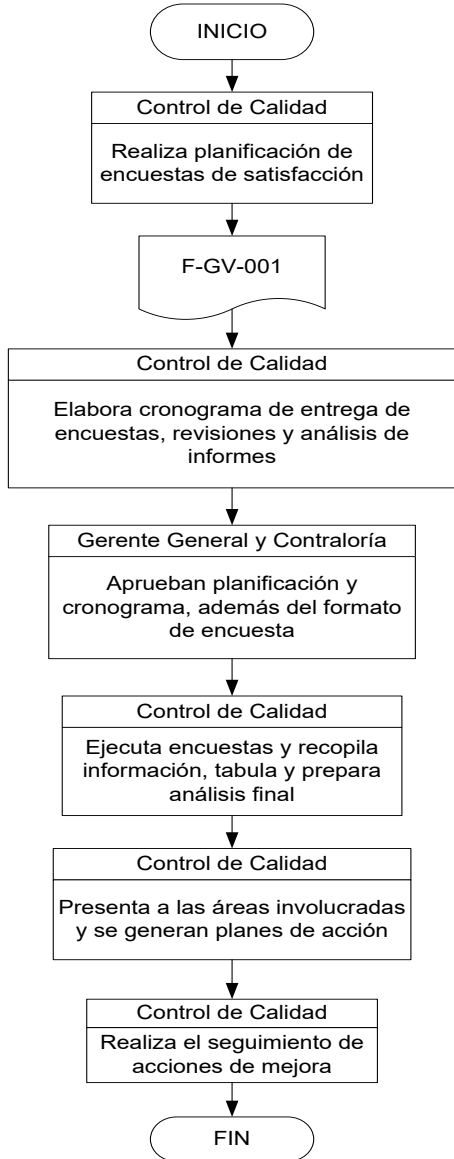 INICIO
Control de Calidad
Realiza planificación de
encuestas de satisfacción
F-GV-001
Control de Calidad
Elabora cronograma de entrega de
encuestas, revisiones y análisis de
informes
Gerente General y Contraloría
Aprueban planificación y
cronograma, además del formato
de encuesta
Control de Calidad
Ejecuta encuestas y recopila
información, tabula y prepara
análisis final
Control de Calidad
Presenta a las áreas involucradas
y se generan planes de acción
Control de Calidad
Realiza el seguimiento de
acciones de mejora
FIN